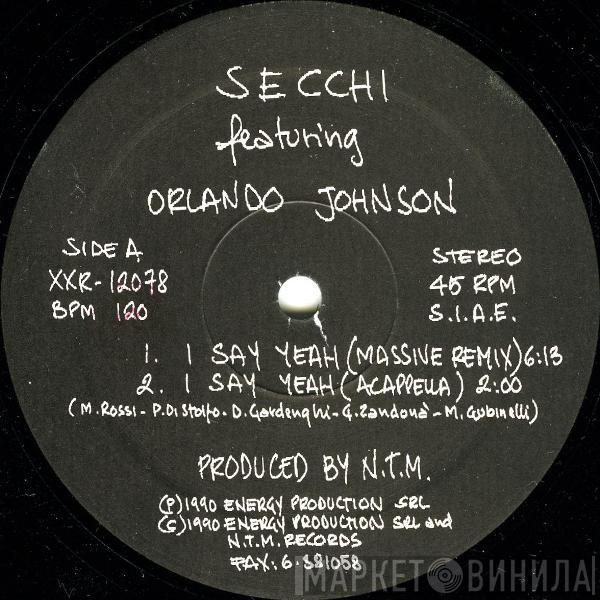 SECCHI
featuring
ORLANDO JOHNSON
SIDE A
XXR-12078
BPM 120
STEREO
45 RPM
S.I.A.E.
1. I SAY YEAH (MASSIVE REMIX) 6:13
2. I SAY YEAH (ACAPPELLA) 2:00
(M. Rossi - P. Di Stolfo - D. Gardenghi - G. Zandonà - M. Gubinelli)
PRODUCED BY N.T.M.
Ⓟ 1990 ENERGY PRODUCTION SRL
© 1990 ENERGY PRODUCTION SRL and
N.T.M. RECORDS
FAX. 6-381058
МАРКЕТ ВИНИЛА